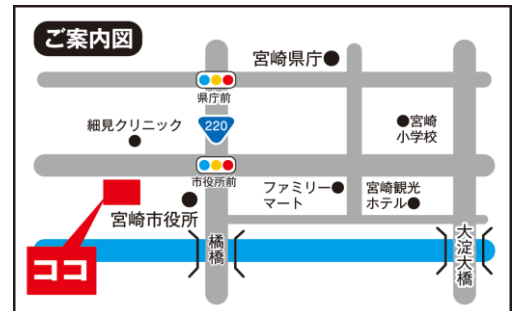 ご案内図
宮崎県庁
県庁前
細見クリニック
220
宮崎
小学校
市役所前
ファミリー
マート
宮崎観光
ホテル
宮崎市役所
ココ
橘橋
大淀大橋